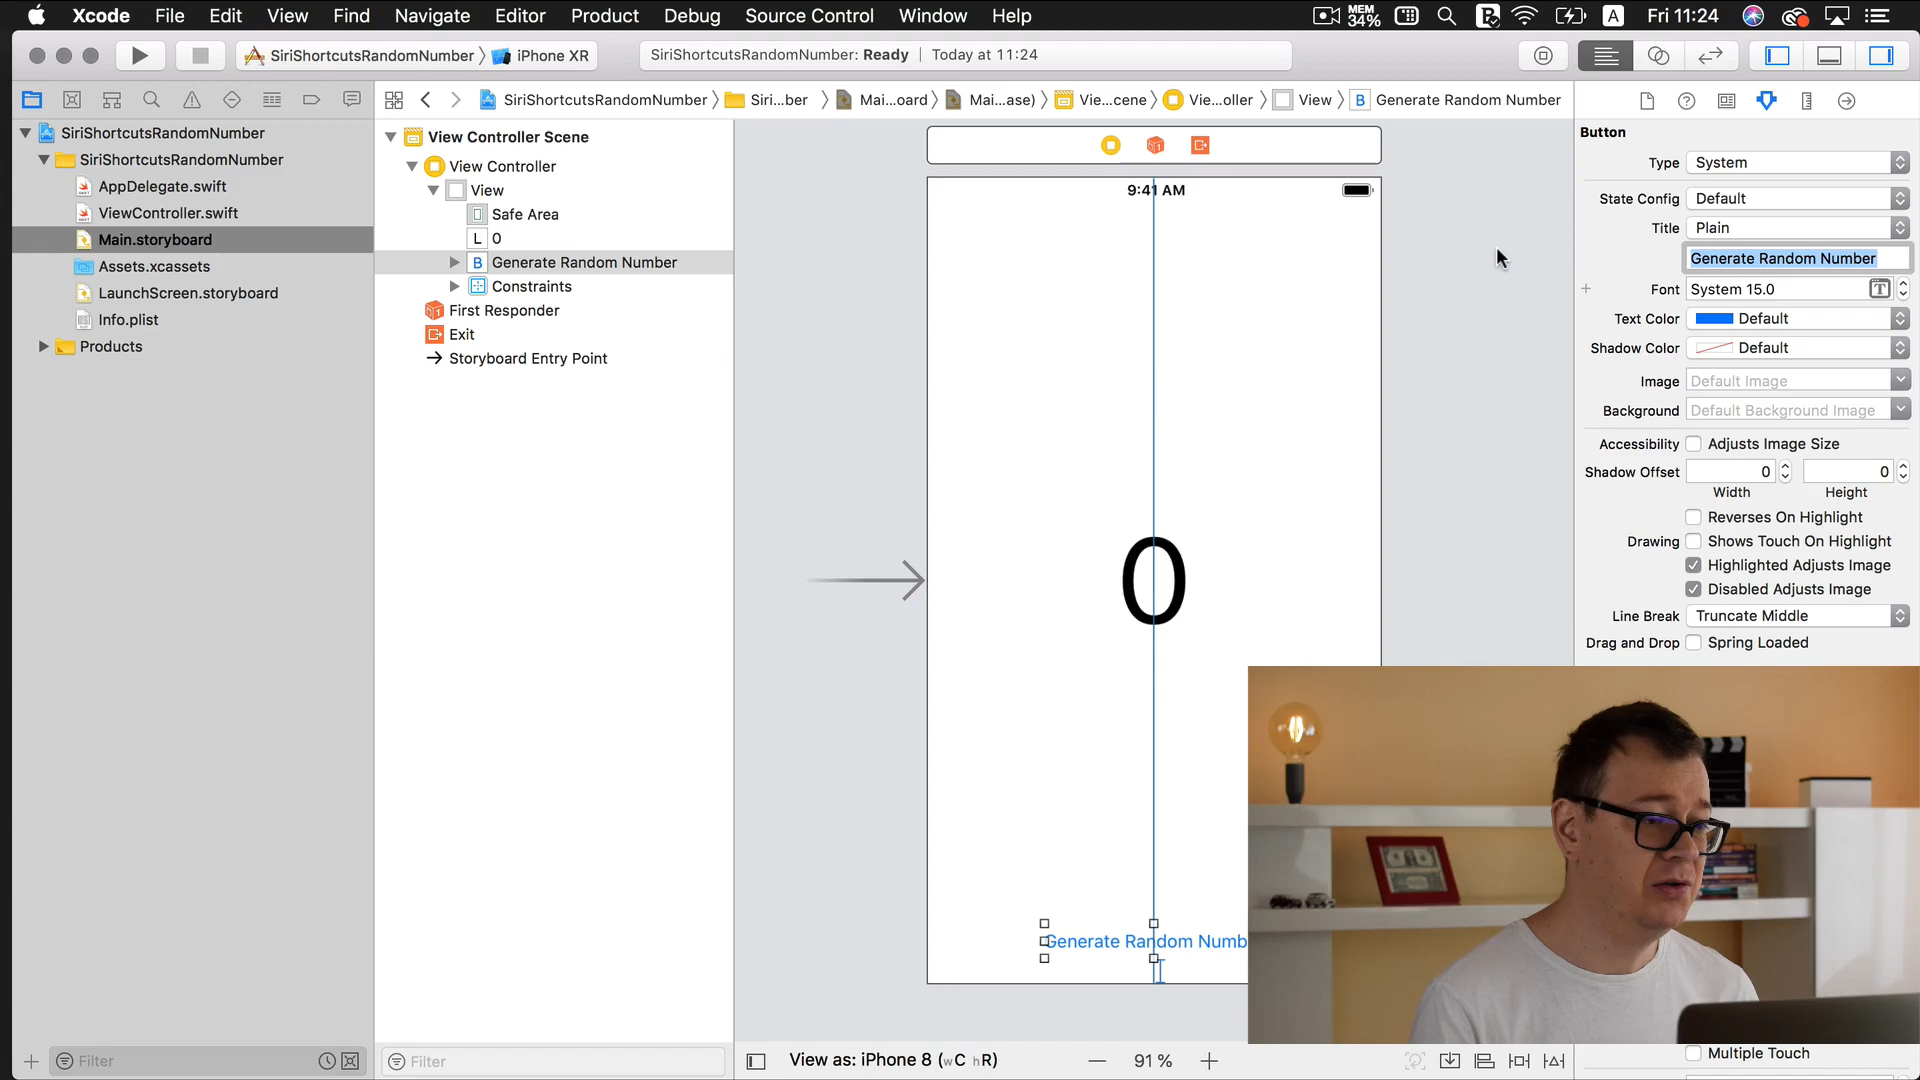 Xcode File Edit View Find Navigate Editor Product Debug Source Control Window Help MEM 34% A Fri 11:24
SiriShortcutsRandomNumber iPhone XR SiriShortcutsRandomNumber: Ready Today at 11:24
SiriShortcutsRandomNumber Siri...ber Mai...oard Mai...ase) Vie...cene Vie...oller View B Generate Random Number
SiriShortcutsRandomNumber
SiriShortcutsRandomNumber
AppDelegate.swift
ViewController.swift
Main.storyboard
Assets.xcassets
LaunchScreen.storyboard
Info.plist
Products
View Controller Scene
View Controller
View
Safe Area
L 0
B Generate Random Number
Constraints
First Responder
Exit
Storyboard Entry Point
9:41 AM
0
Generate Random Numb
Button
Type System
State Config Default
Title Plain
Generate Random Number
Font System 15.0 T
Text Color Default
Shadow Color Default
Image Default Image
Background Default Background Image
Accessibility Adjusts Image Size
Shadow Offset 0 0
Width Height
Reverses On Highlight
Drawing Shows Touch On Highlight
Highlighted Adjusts Image
Disabled Adjusts Image
Line Break Truncate Middle
Drag and Drop Spring Loaded
Multiple Touch
Filter
Filter
View as: iPhone 8 (wC hR) 91 %